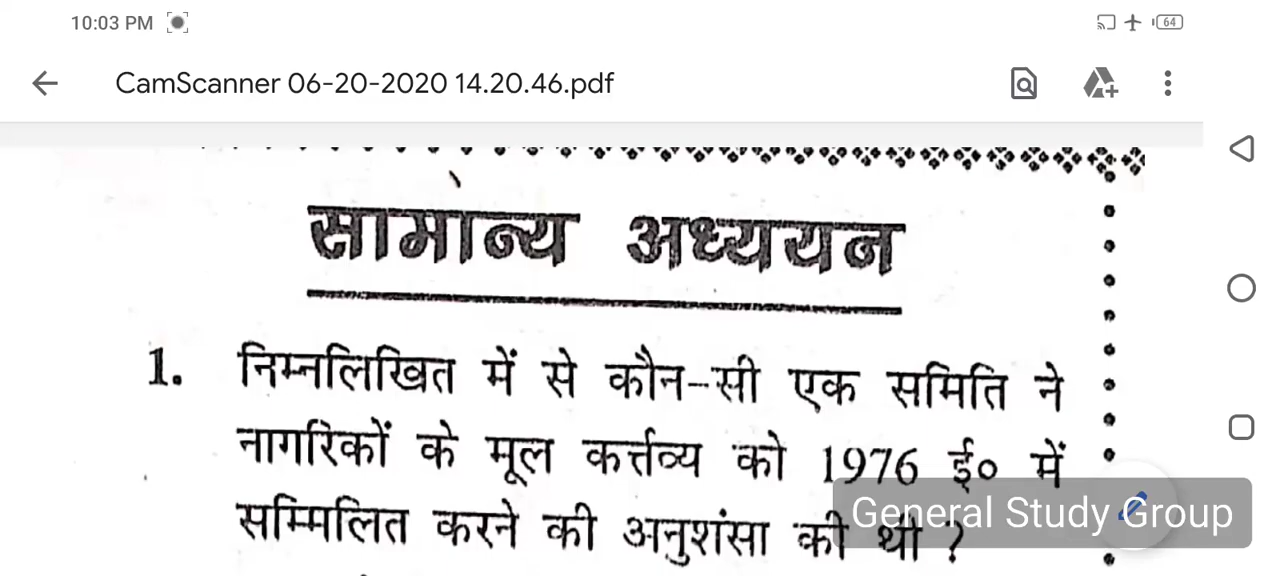 10:03 PM
64
CamScanner 06-20-2020 14.20.46.pdf
सामान्य अध्ययन
1. निम्नलिखित में से कौन-सी एक समिति ने
नागरिकों के मूल कर्त्तव्य को 1976 ई० में
सम्मिलित करने की अनुशंसा की थी ?
General Study Group